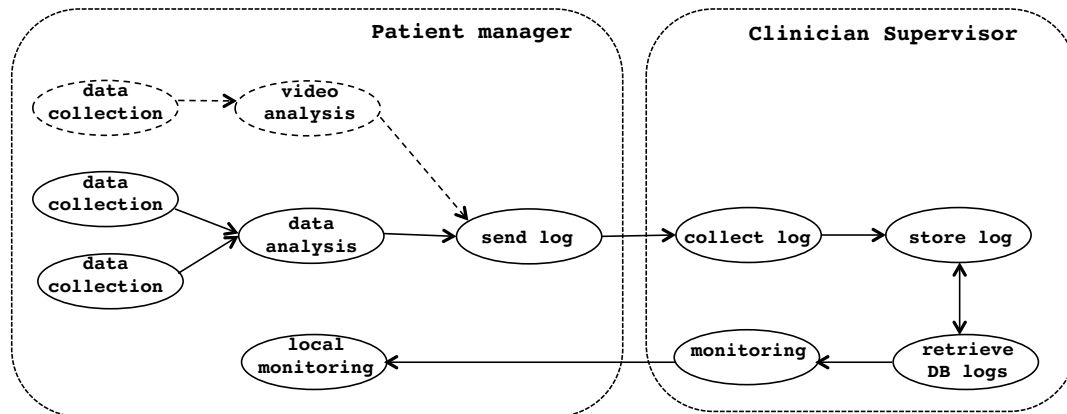 Patient manager
Clinician Supervisor
data
collection
video
analysis
data
collection
data
analysis
send log
collect log
store log
data
collection
local
monitoring
monitoring
retrieve
DB logs